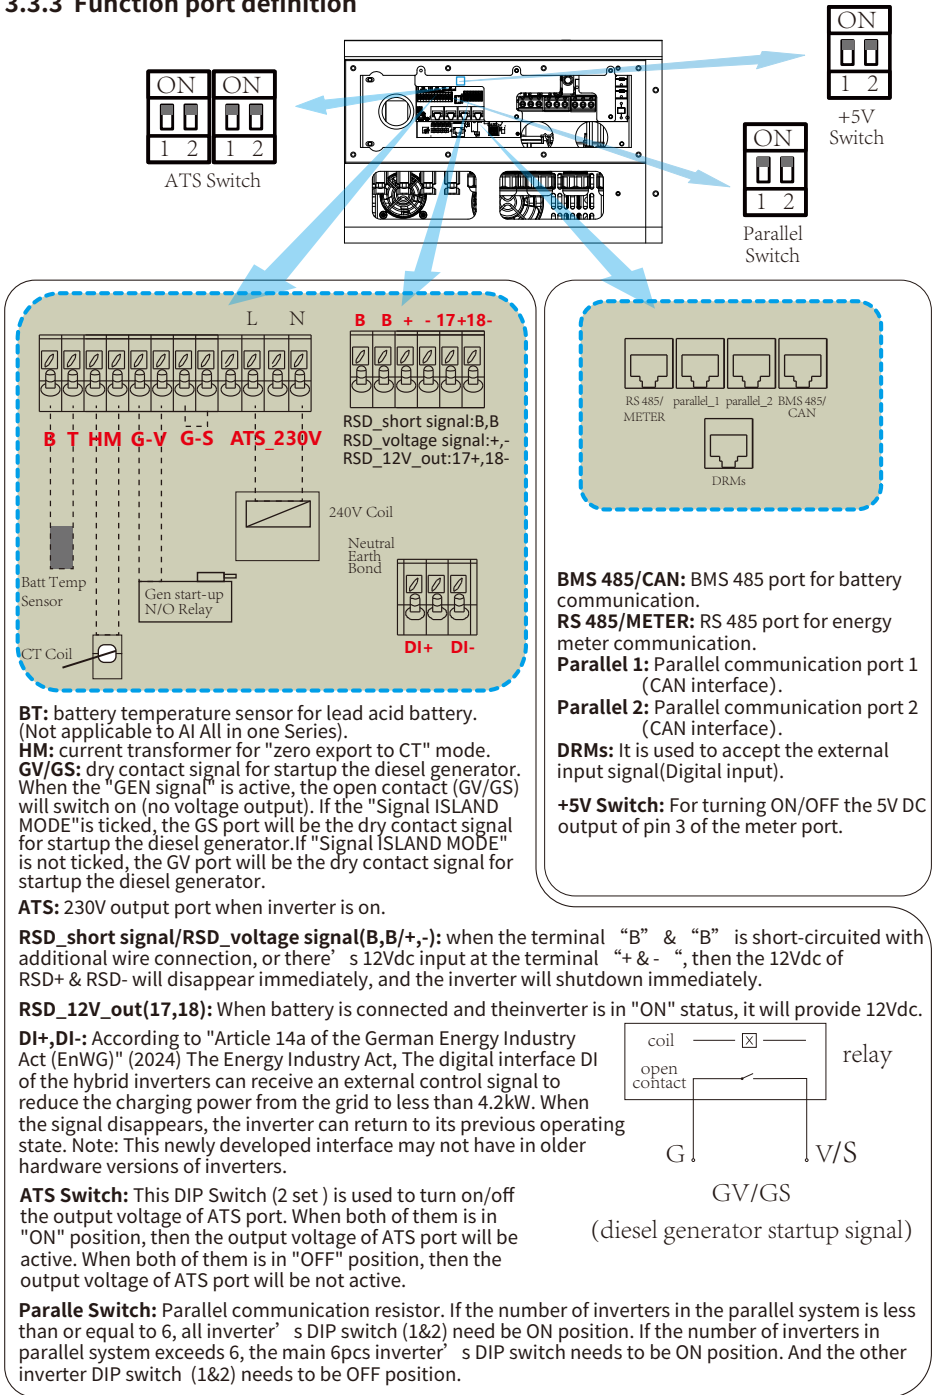 3.3.3 Function port definition
ON
1 2
+5V
Switch
ON ON
1 2 1 2
ATS Switch
ON
1 2
Parallel
Switch
L N
B B + - 17+18-
RSD_short signal:B,B
RSD_voltage signal:+,-
RSD_12V_out:17+,18-
B T HM G-V G-S ATS_230V
240V Coil
Neutral
Earth
Bond
Batt Temp
Sensor
Gen start-up
N/O Relay
CT Coil
DI+ DI-
RS 485/
METER
parallel_1
parallel_2
BMS 485/
CAN
DRMs
BT: battery temperature sensor for lead acid battery.
(Not applicable to AI All in one Series).
HM: current transformer for "zero export to CT" mode.
GV/GS: dry contact signal for startup the diesel generator.
When the "GEN signal" is active, the open contact (GV/GS)
will switch on (no voltage output). If the "Signal ISLAND
MODE"is ticked, the GS port will be the dry contact signal
for startup the diesel generator.If "Signal ISLAND MODE"
is not ticked, the GV port will be the dry contact signal for
startup the diesel generator.
ATS: 230V output port when inverter is on.
BMS 485/CAN: BMS 485 port for battery
communication.
RS 485/METER: RS 485 port for energy
meter communication.
Parallel 1: Parallel communication port 1
(CAN interface).
Parallel 2: Parallel communication port 2
(CAN interface).
DRMs: It is used to accept the external
input signal(Digital input).
+5V Switch: For turning ON/OFF the 5V DC
output of pin 3 of the meter port.
RSD_short signal/RSD_voltage signal(B,B/+,-): when the terminal “B” & “B” is short-circuited with
additional wire connection, or there’s 12Vdc input at the terminal “+ & - “, then the 12Vdc of
RSD+ & RSD- will disappear immediately, and the inverter will shutdown immediately.
RSD_12V_out(17,18): When battery is connected and theinverter is in "ON" status, it will provide 12Vdc.
DI+,DI-: According to "Article 14a of the German Energy Industry
Act (EnWG)" (2024) The Energy Industry Act, The digital interface DI
of the hybrid inverters can receive an external control signal to
reduce the charging power from the grid to less than 4.2kW. When
the signal disappears, the inverter can return to its previous operating
state. Note: This newly developed interface may not have in older
hardware versions of inverters.
coil
open
contact
relay
G V/S
GV/GS
(diesel generator startup signal)
ATS Switch: This DIP Switch (2 set ) is used to turn on/off
the output voltage of ATS port. When both of them is in
"ON" position, then the output voltage of ATS port will be
active. When both of them is in "OFF" position, then the
output voltage of ATS port will be not active.
Paralle Switch: Parallel communication resistor. If the number of inverters in the parallel system is less
than or equal to 6, all inverter’s DIP switch (1&2) need be ON position. If the number of inverters in
parallel system exceeds 6, the main 6pcs inverter’s DIP switch needs to be ON position. And the other
inverter DIP switch (1&2) needs to be OFF position.